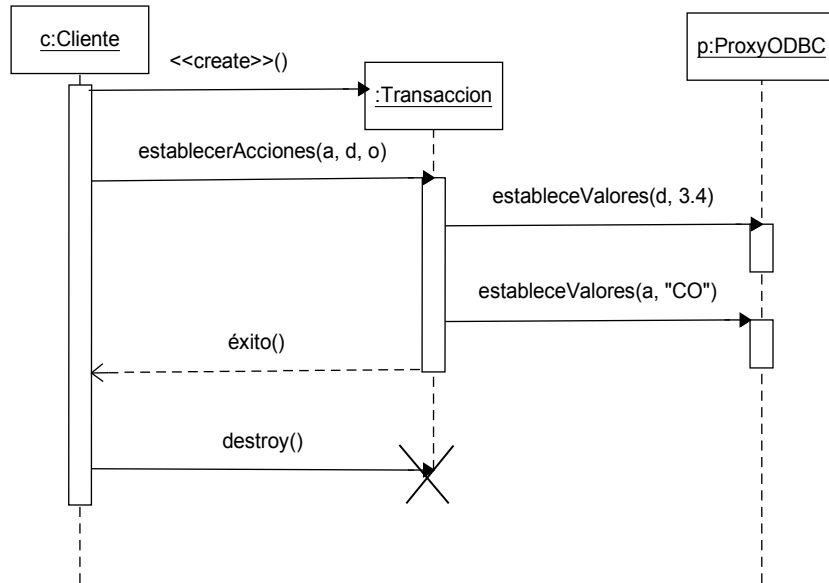 c:Cliente
p:ProxyODBC
<<create>>()
:Transaccion
establecerAcciones(a, d, o)
estableceValores(d, 3.4)
estableceValores(a, "CO")
éxito()
destroy()